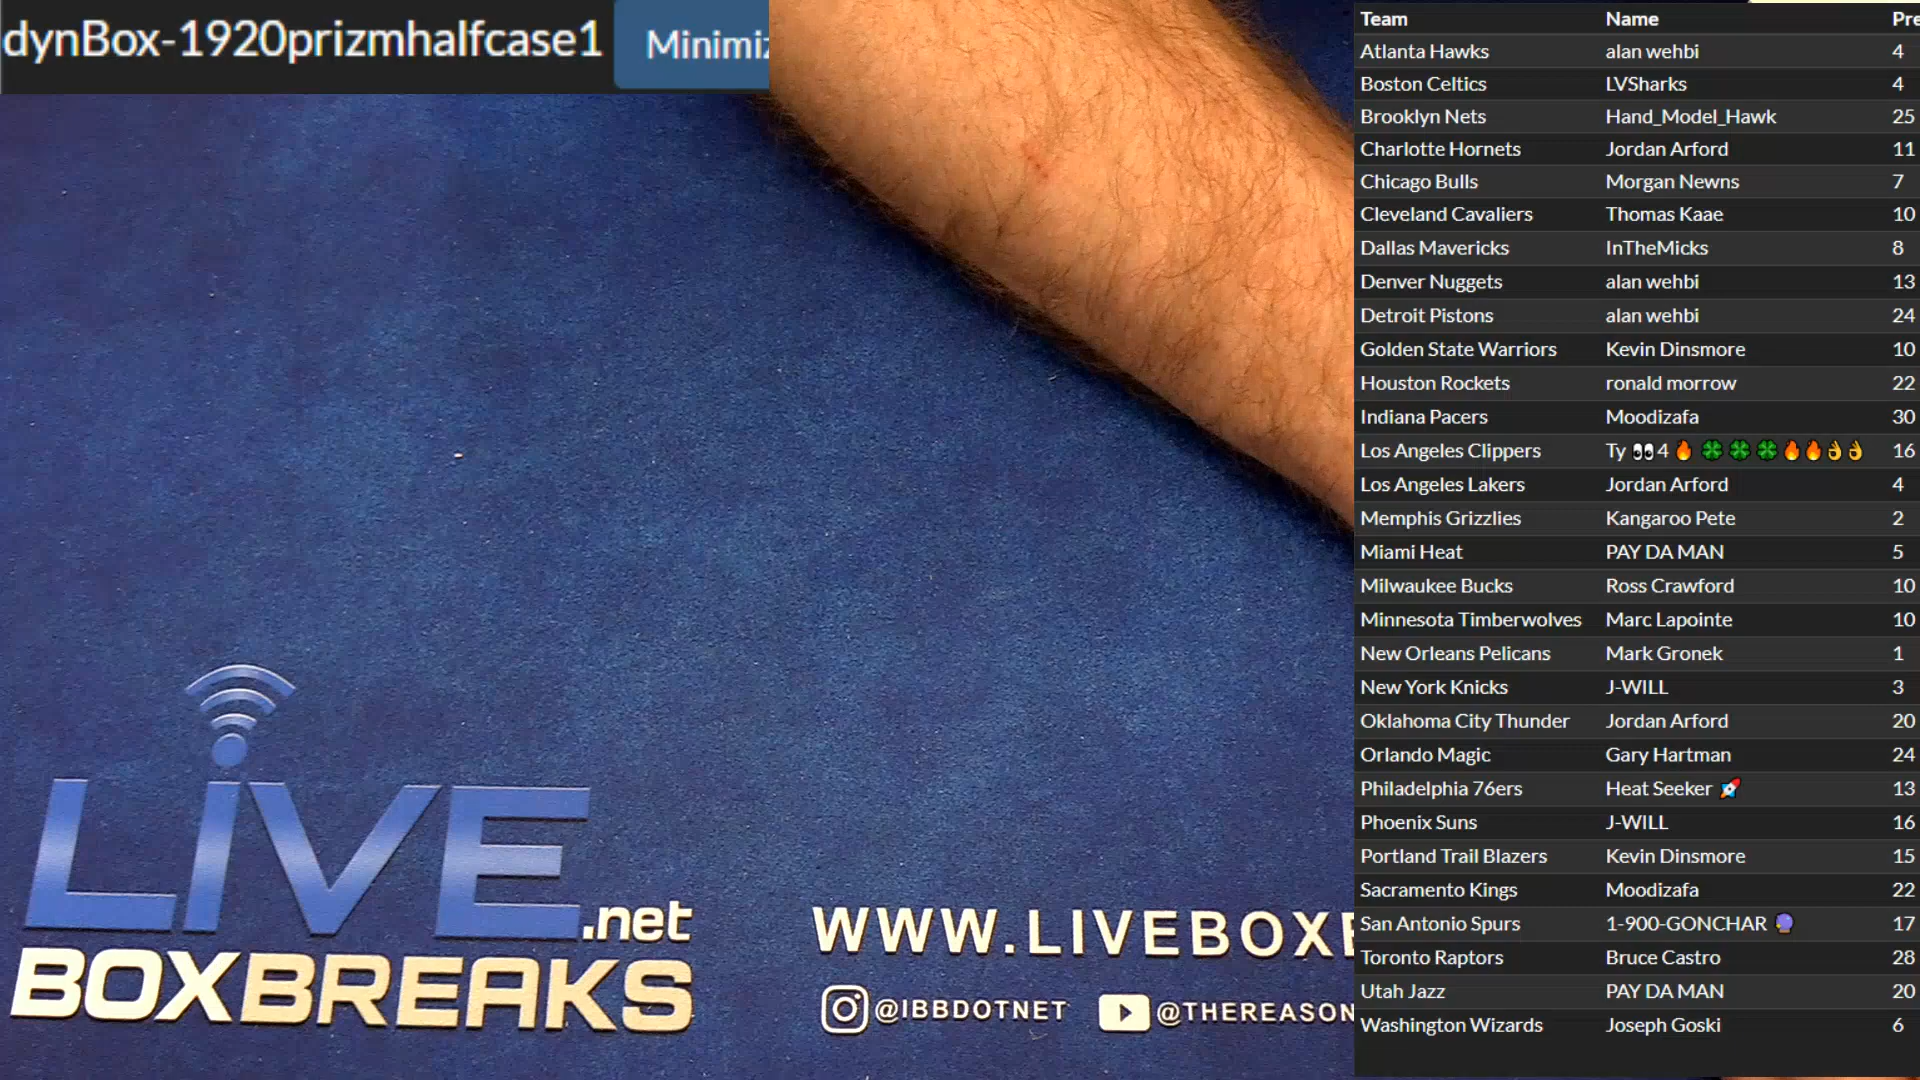 dynBox-1920prizmhalfcase1 Minimiz
Team Name Pre
Atlanta Hawks alan wehbi 4
Boston Celtics LVSharks 4
Brooklyn Nets Hand_Model_Hawk 25
Charlotte Hornets Jordan Arford 11
Chicago Bulls Morgan Newns 7
Cleveland Cavaliers Thomas Kaae 10
Dallas Mavericks InTheMicks 8
Denver Nuggets alan wehbi 13
Detroit Pistons alan wehbi 24
Golden State Warriors Kevin Dinsmore 10
Houston Rockets ronald morrow 22
Indiana Pacers Moodizafa 30
Los Angeles Clippers Ty 👀4🔥🍀🍀🍀🔥🔥👌👌 16
Los Angeles Lakers Jordan Arford 4
Memphis Grizzlies Kangaroo Pete 2
Miami Heat PAY DA MAN 5
Milwaukee Bucks Ross Crawford 10
Minnesota Timberwolves Marc Lapointe 10
New Orleans Pelicans Mark Gronek 1
New York Knicks J-WILL 3
Oklahoma City Thunder Jordan Arford 20
Orlando Magic Gary Hartman 24
Philadelphia 76ers Heat Seeker 🚀 13
Phoenix Suns J-WILL 16
Portland Trail Blazers Kevin Dinsmore 15
Sacramento Kings Moodizafa 22
San Antonio Spurs 1-900-GONCHAR 🔮 17
Toronto Raptors Bruce Castro 28
Utah Jazz PAY DA MAN 20
Washington Wizards Joseph Goski 6
LiVE.net
BOXBREAKS
WWW.LIVEBOXB
@IBBDOTNET @THEREASON